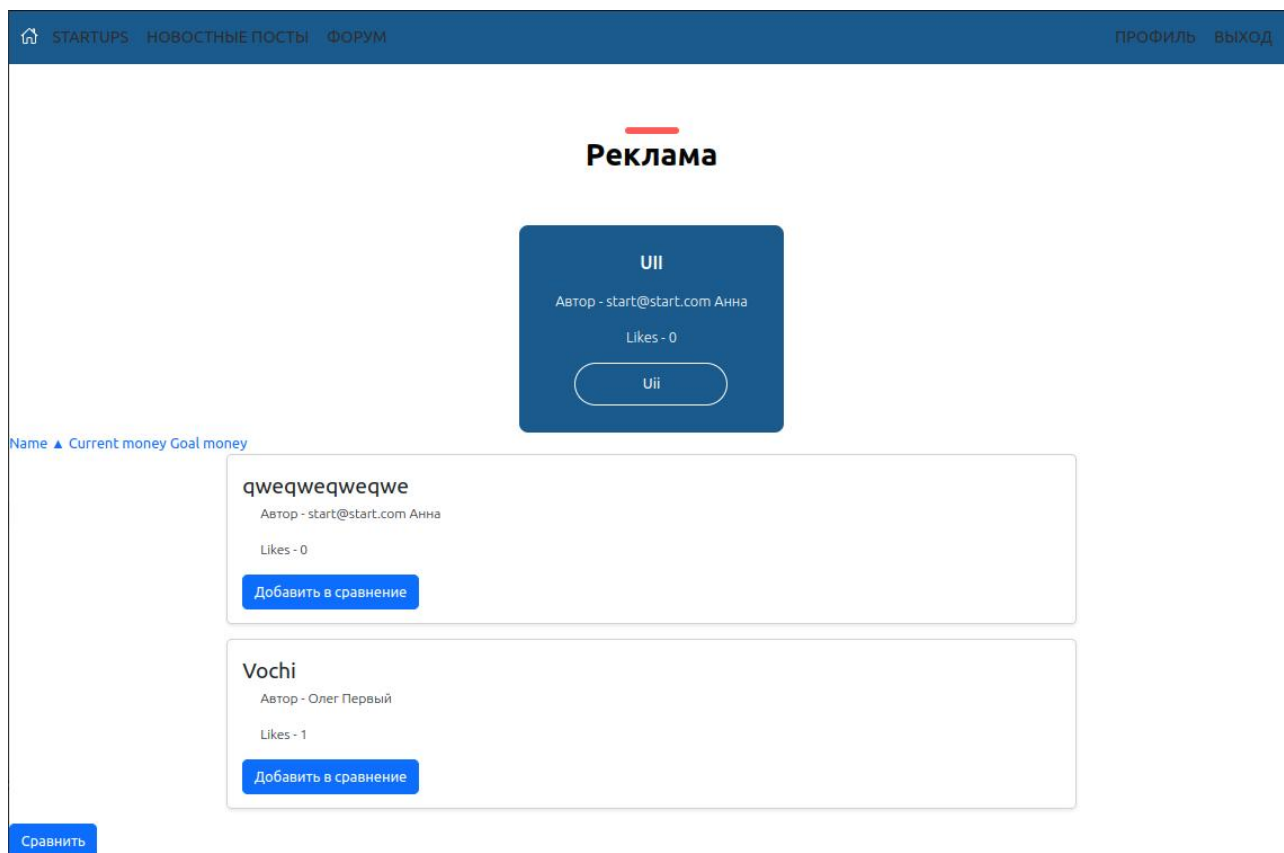 STARTUPS НОВОСТНЫЕ ПОСТЫ ФОРУМ ПРОФИЛЬ ВЫХОД
Реклама
UII
Автор - start@start.com Анна
Likes - 0
Uii
Name ▲ Current money Goal money
qweqweqweqwe
Автор - start@start.com Анна
Likes - 0
Добавить в сравнение
Vochi
Автор - Олег Первый
Likes - 1
Добавить в сравнение
Сравнить